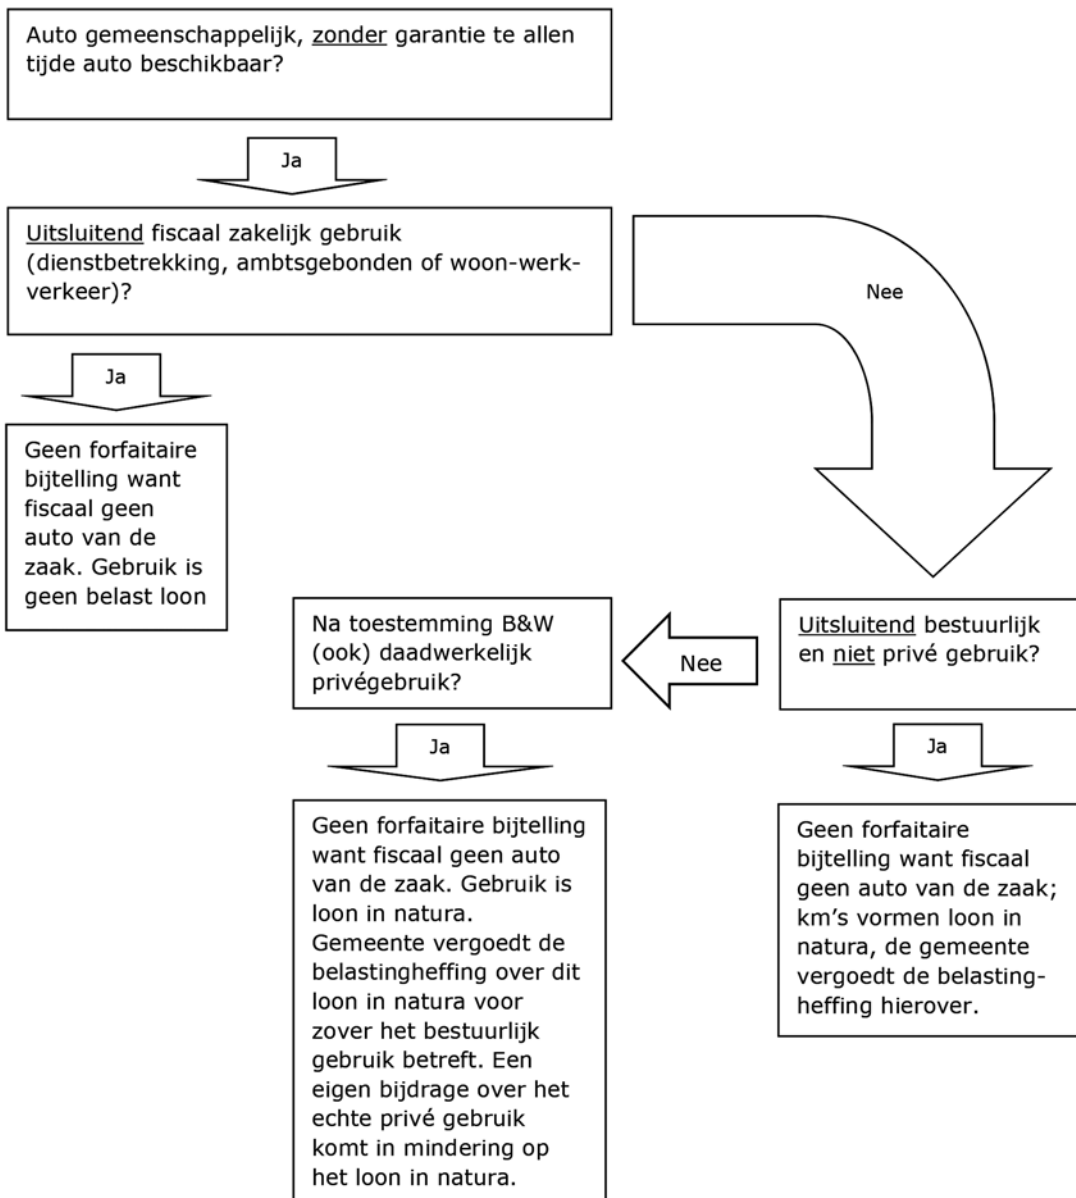 Auto gemeenschappelijk, zonder garantie te allen
tijde auto beschikbaar?
Ja
Uitsluitend fiscaal zakelijk gebruik
(dienstbetrekking, ambtsgebonden of woon-werk-
verkeer)?
Nee
Ja
Geen forfaitaire
bijtelling want
fiscaal geen
auto van de
zaak. Gebruik is
geen belast loon
Uitsluitend bestuurlijk
en niet privé gebruik?
Nee
Na toestemming B&W
(ook) daadwerkelijk
privégebruik?
Ja
Ja
Geen forfaitaire bijtelling
want fiscaal geen auto
van de zaak. Gebruik is
loon in natura.
Gemeente vergoedt de
belastingheffing over dit
loon in natura voor
zover het bestuurlijk
gebruik betreft. Een
eigen bijdrage over het
echte privé gebruik
komt in mindering op
het loon in natura.
Geen forfaitaire
bijtelling want fiscaal
geen auto van de zaak;
km's vormen loon in
natura, de gemeente
vergoedt de belasting-
heffing hierover.